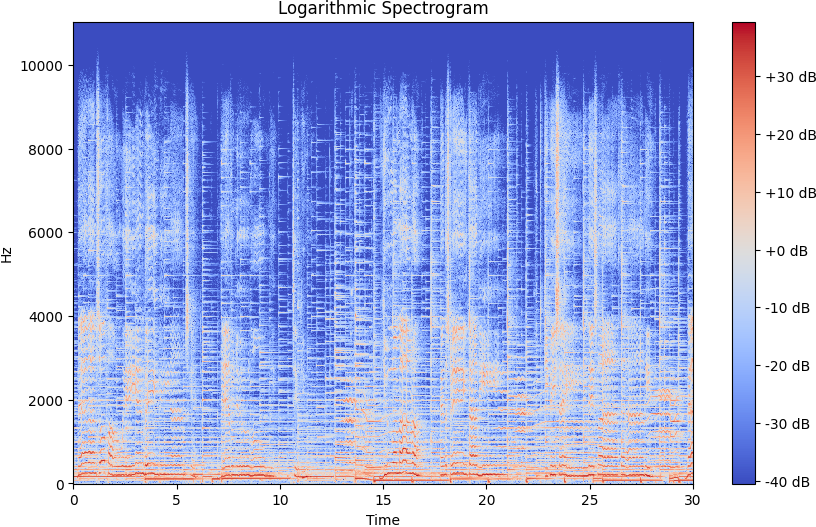 Logarithmic Spectrogram
Hz
10000
8000
6000
4000
2000
0
0 5 10 15 20 25 30
Time
+30 dB
+20 dB
+10 dB
+0 dB
-10 dB
-20 dB
-30 dB
-40 dB